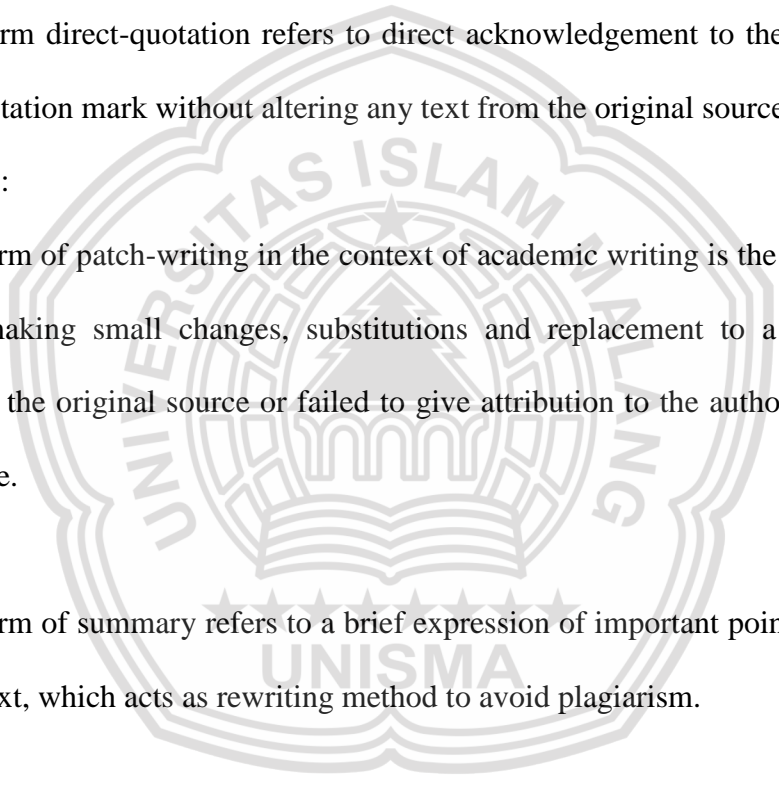 rm direct-quotation refers to direct acknowledgement to the
tation mark without altering any text from the original source
:
rm of patch-writing in the context of academic writing is the
naking small changes, substitutions and replacement to a
the original source or failed to give attribution to the autho
e.
rm of summary refers to a brief expression of important poin
xt, which acts as rewriting method to avoid plagiarism.
UNIVERSITAS ISLAM MALANG
UNISMA